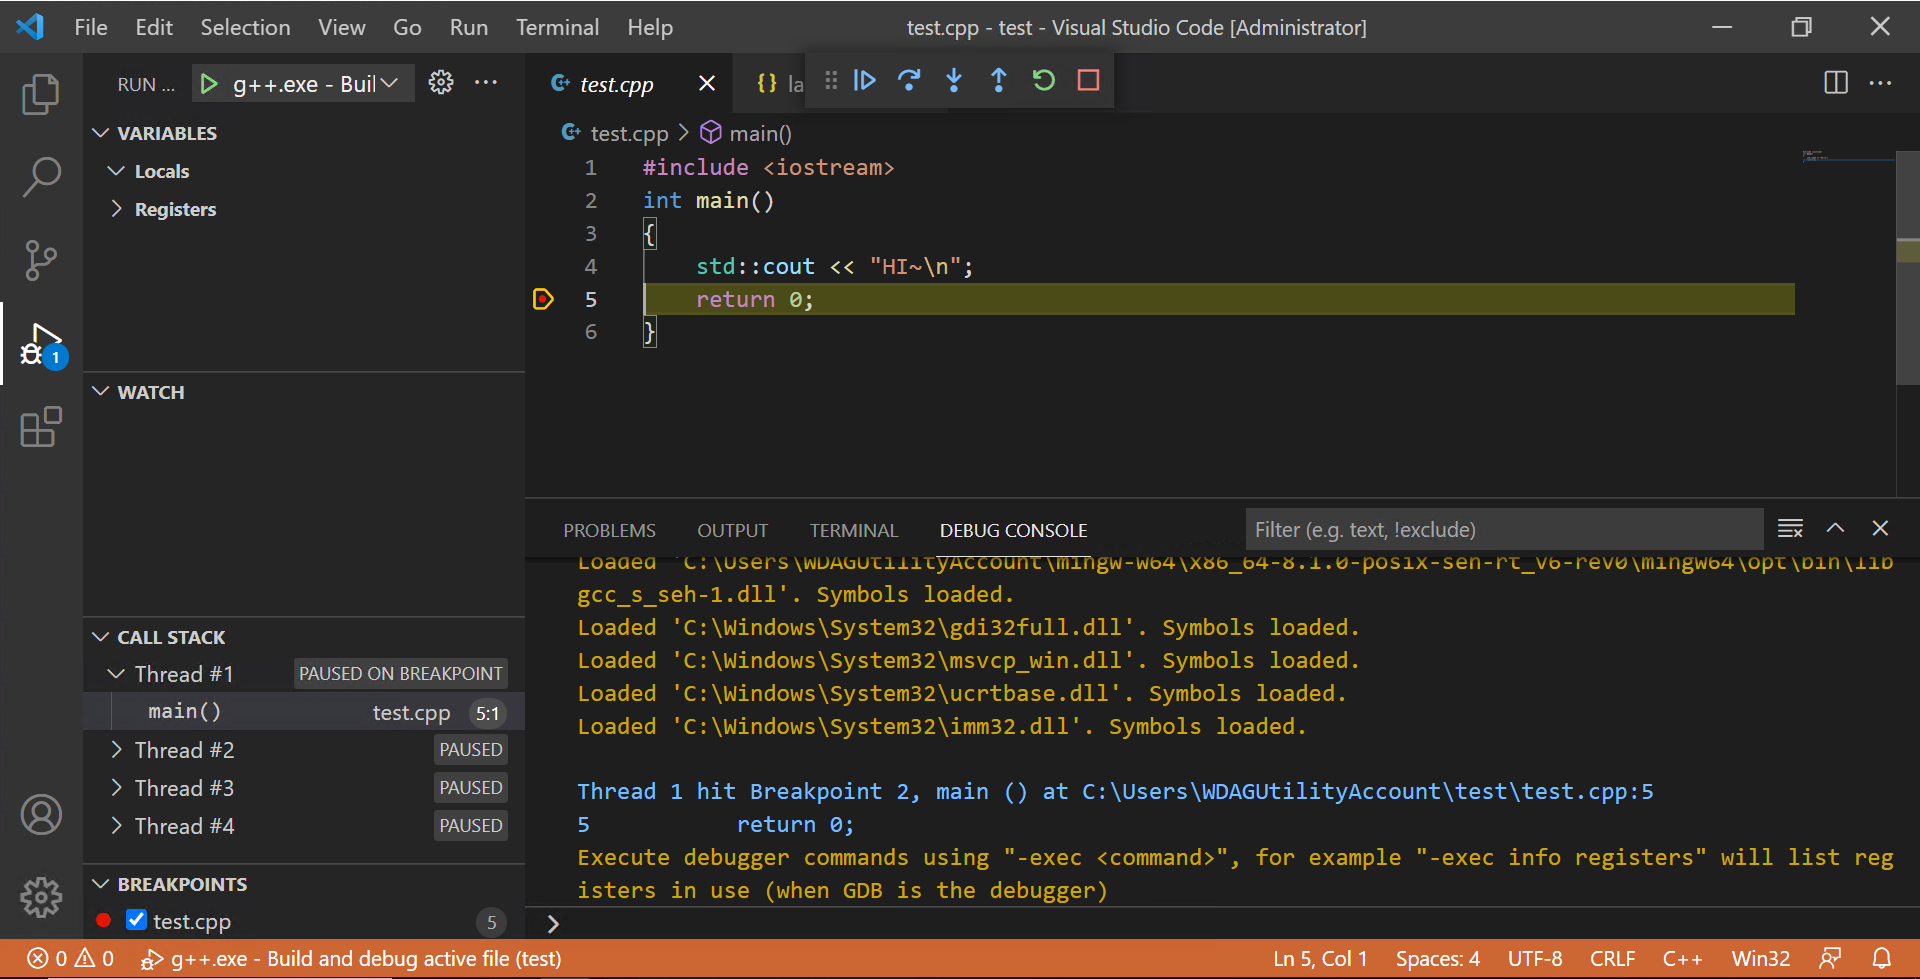 File Edit Selection View Go Run Terminal Help
test.cpp - test - Visual Studio Code [Administrator]
RUN ...
g++.exe - Buil
test.cpp
{} la
VARIABLES
Locals
Registers
WATCH
CALL STACK
Thread #1 PAUSED ON BREAKPOINT
main() test.cpp 5:1
Thread #2 PAUSED
Thread #3 PAUSED
Thread #4 PAUSED
BREAKPOINTS
test.cpp 5
1
test.cpp > main()
1 #include <iostream>
2 int main()
3 {
4 std::cout << "HI~\n";
5 return 0;
6 }
PROBLEMS OUTPUT TERMINAL DEBUG CONSOLE
Filter (e.g. text, !exclude)
Loaded 'C:\Users\WDAGUtilityAccount\mingw-w64\x86_64-8.1.0-posix-seh-rt_v6-rev0\mingw64\opt\bin\lib
gcc_s_seh-1.dll'. Symbols loaded.
Loaded 'C:\Windows\System32\gdi32full.dll'. Symbols loaded.
Loaded 'C:\Windows\System32\msvcp_win.dll'. Symbols loaded.
Loaded 'C:\Windows\System32\ucrtbase.dll'. Symbols loaded.
Loaded 'C:\Windows\System32\imm32.dll'. Symbols loaded.
Thread 1 hit Breakpoint 2, main () at C:\Users\WDAGUtilityAccount\test\test.cpp:5
5 return 0;
Execute debugger commands using "-exec <command>", for example "-exec info registers" will list reg
isters in use (when GDB is the debugger)
>
0 0 g++.exe - Build and debug active file (test)
Ln 5, Col 1 Spaces: 4 UTF-8 CRLF C++ Win32